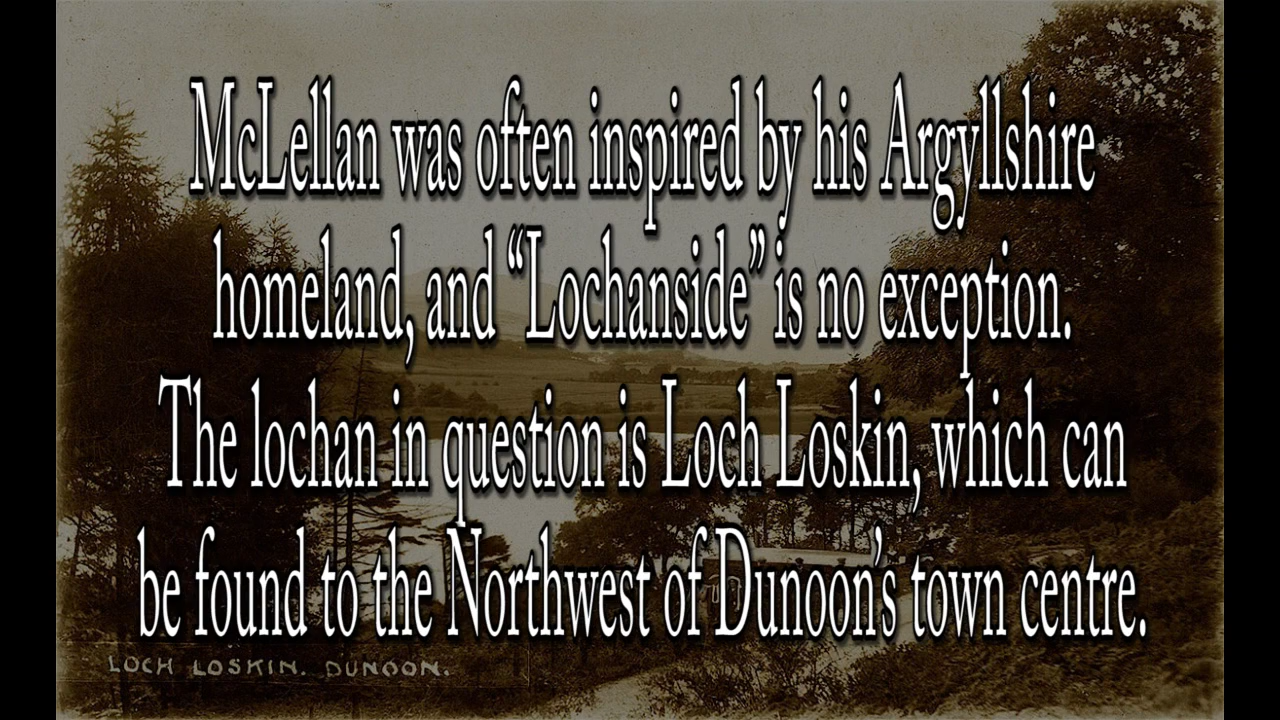 McLellan was often inspired by his Argyllshire
homeland, and “Lochanside” is no exception.
The lochan in question is Loch Loskin, which can
be found to the Northwest of Dunoon’s town centre.
LOCH LOSKIN. DUNOON.